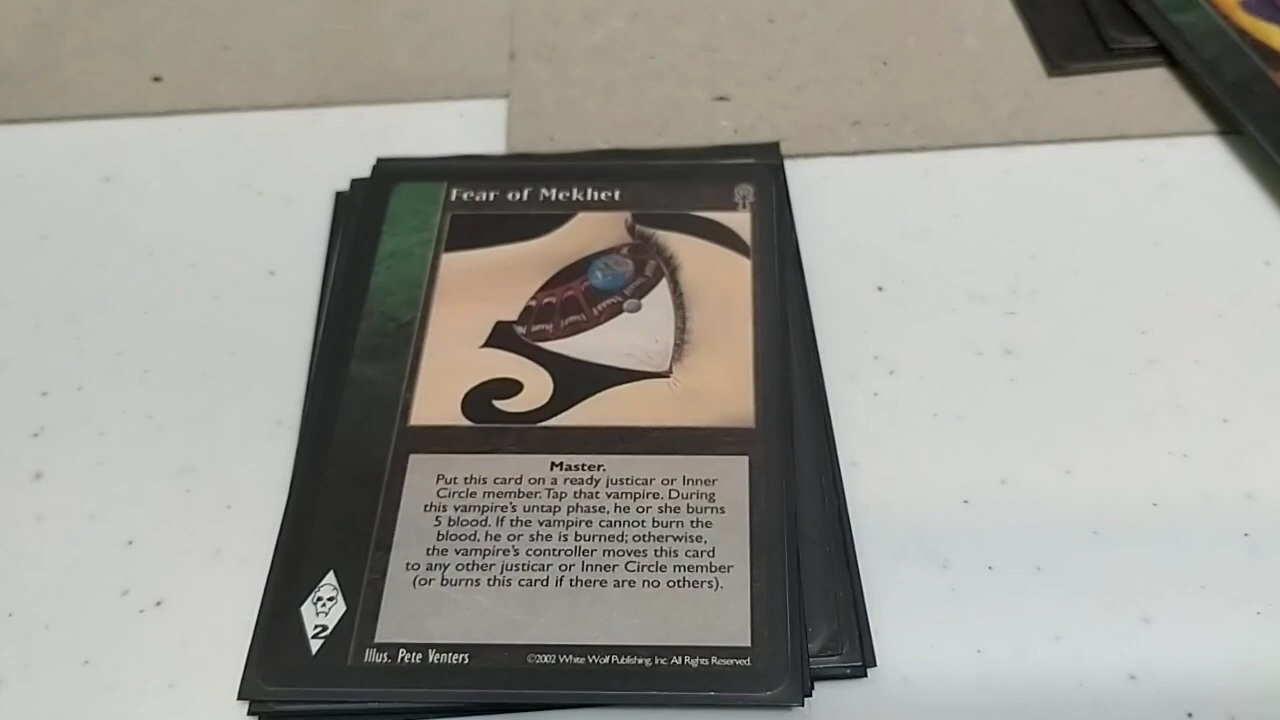 Fear of Mekhet
Master.
Put this card on a ready justicar or Inner
Circle member. Tap that vampire. During
this vampire's untap phase, he or she burns
5 blood. If the vampire cannot burn the
blood, he or she is burned; otherwise,
the vampire's controller moves this card
to any other justicar or Inner Circle member
(or burns this card if there are no others).
2
Illus. Pete Venters
©2002 White Wolf Publishing, Inc. All Rights Reserved.